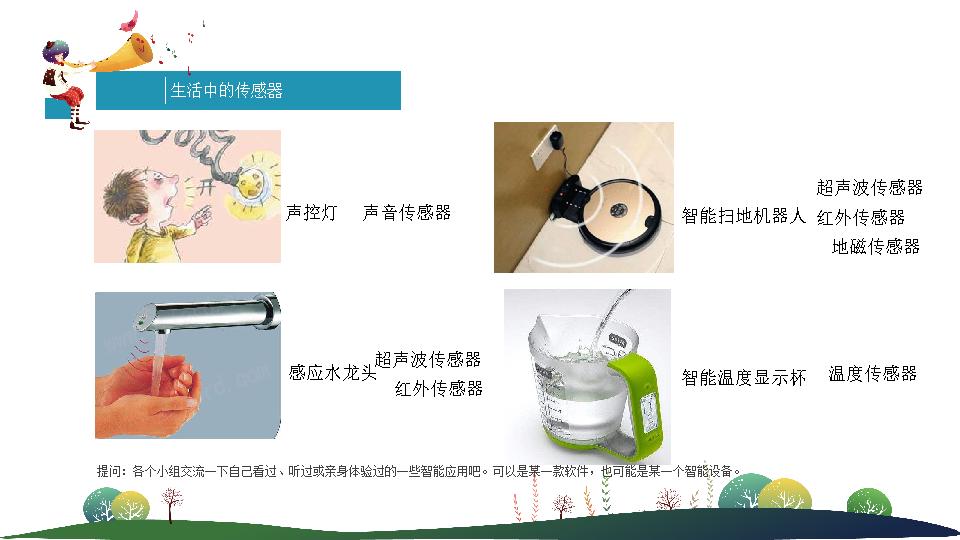 生活中的传感器
声控灯 声音传感器
智能扫地机器人
超声波传感器
红外传感器
地磁传感器
感应水龙头
超声波传感器
红外传感器
智能温度显示杯
温度传感器
提问：各个小组交流一下自己看过、听过或亲身体验过的一些智能应用吧。可以是某一款软件，也可能是某一个智能设备。